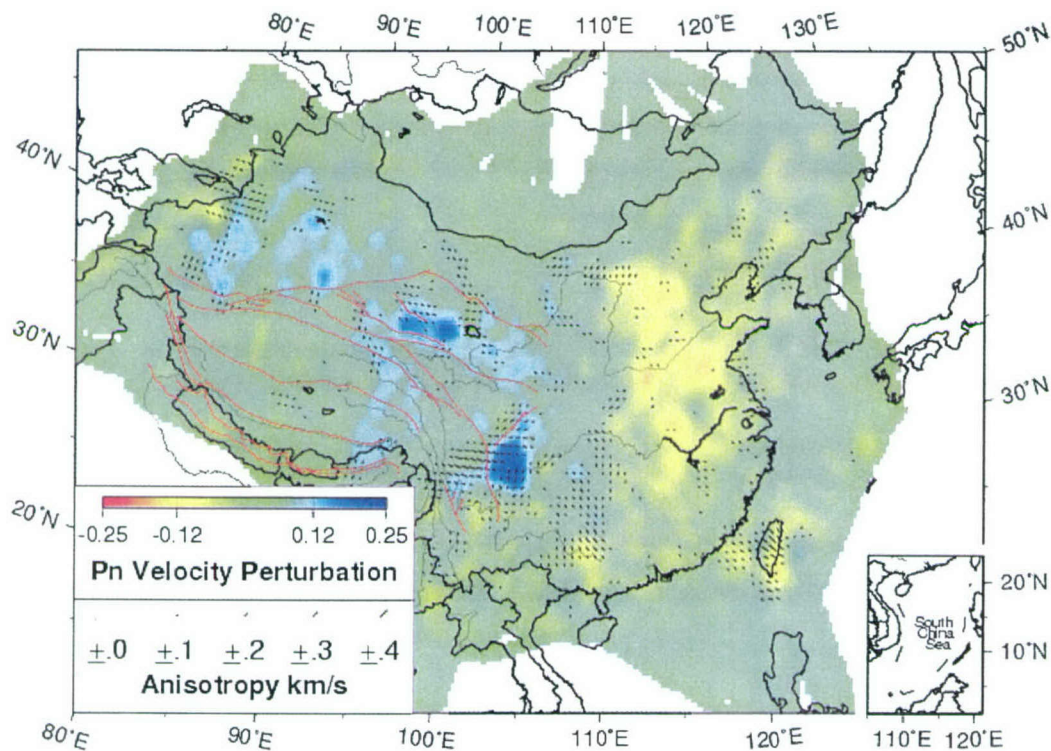 80°E 90°E 100°E 110°E 120°E 130°E
50°N
40°N
40°N
30°N
30°N
20°N
-0.25 -0.12 0.12 0.25
Pn Velocity Perturbation
±.0 ±.1 ±.2 ±.3 ±.4
Anisotropy km/s
South
China
Sea
20°N
10°N
80°E 90°E 100°E 110°E 120°E 110°E 120°E